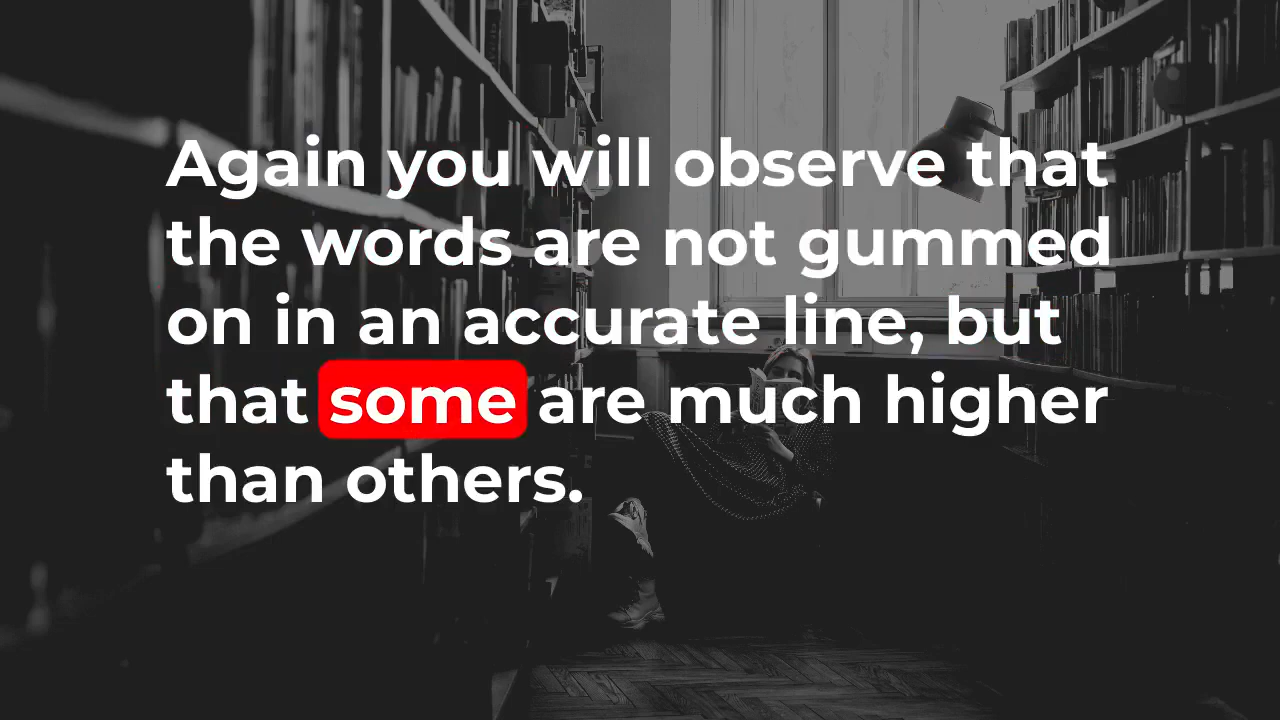 Again you will observe that
the words are not gummed
on in an accurate line, but
that some are much higher
than others.